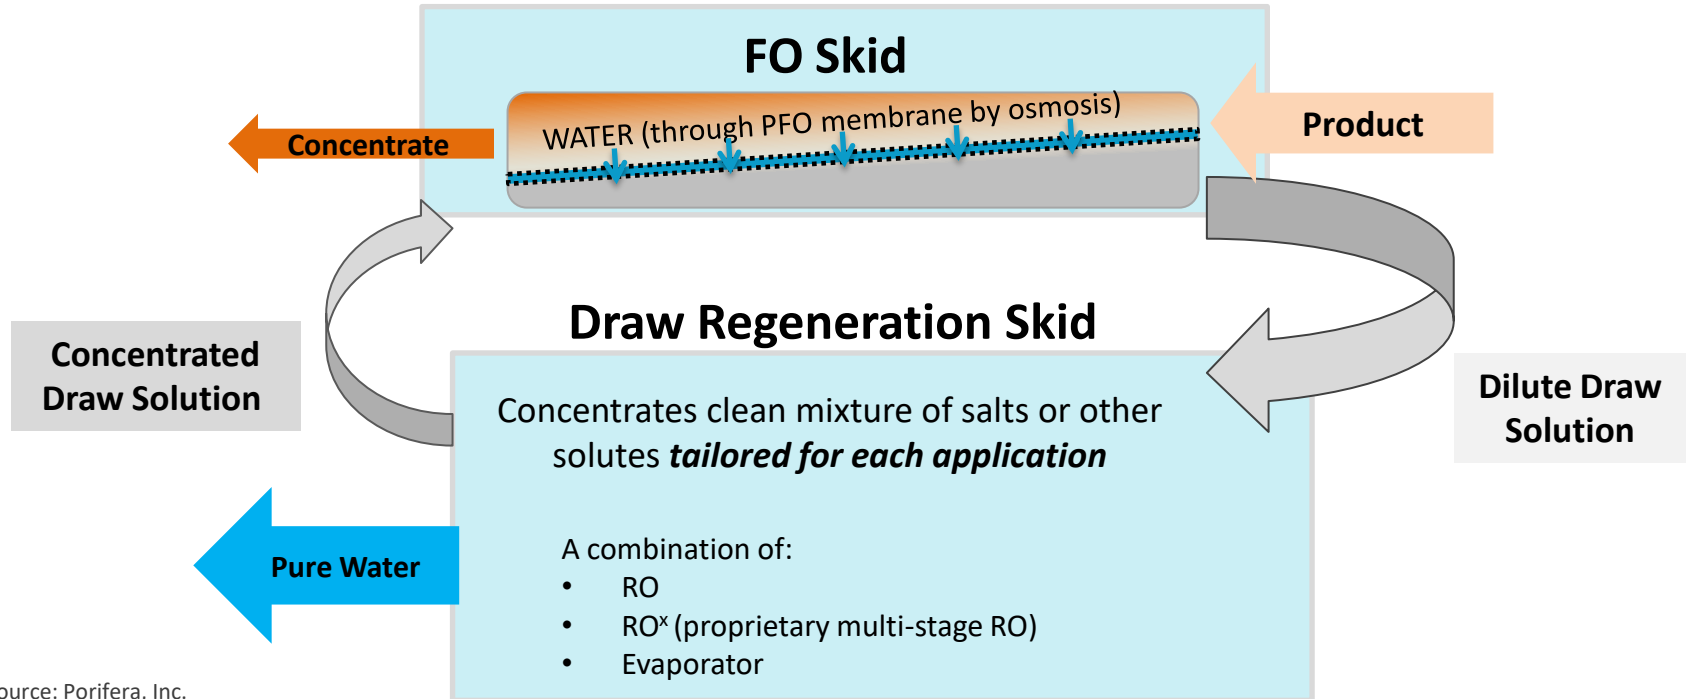 FO Skid
WATER (through PFO membrane by osmosis)
Concentrate
Product
Draw Regeneration Skid
Concentrated
Draw Solution
Dilute Draw
Solution
Concentrates clean mixture of salts or other
solutes tailored for each application
Pure Water
A combination of:
• RO
• ROˣ (proprietary multi-stage RO)
• Evaporator
ource: Porifera, Inc.